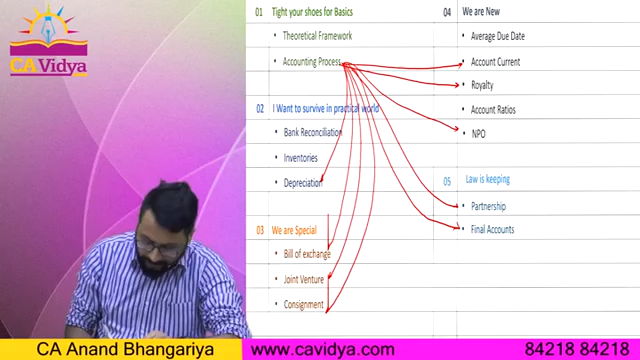 CA Vidya
01 Tight your shoes for Basics
• Theoretical Framework
• Accounting Process
02 I Want to survive in practical world
• Bank Reconciliation
• Inventories
• Depreciation
03 We are Special
• Bill of exchange
• Joint Venture
• Consignment
04 We are New
• Average Due Date
• Account Current
• Royalty
• Account Ratios
• NPO
05 Law is keeping
• Partnership
• Final Accounts
CA Anand Bhangariya www.cavidya.com 84218 84218